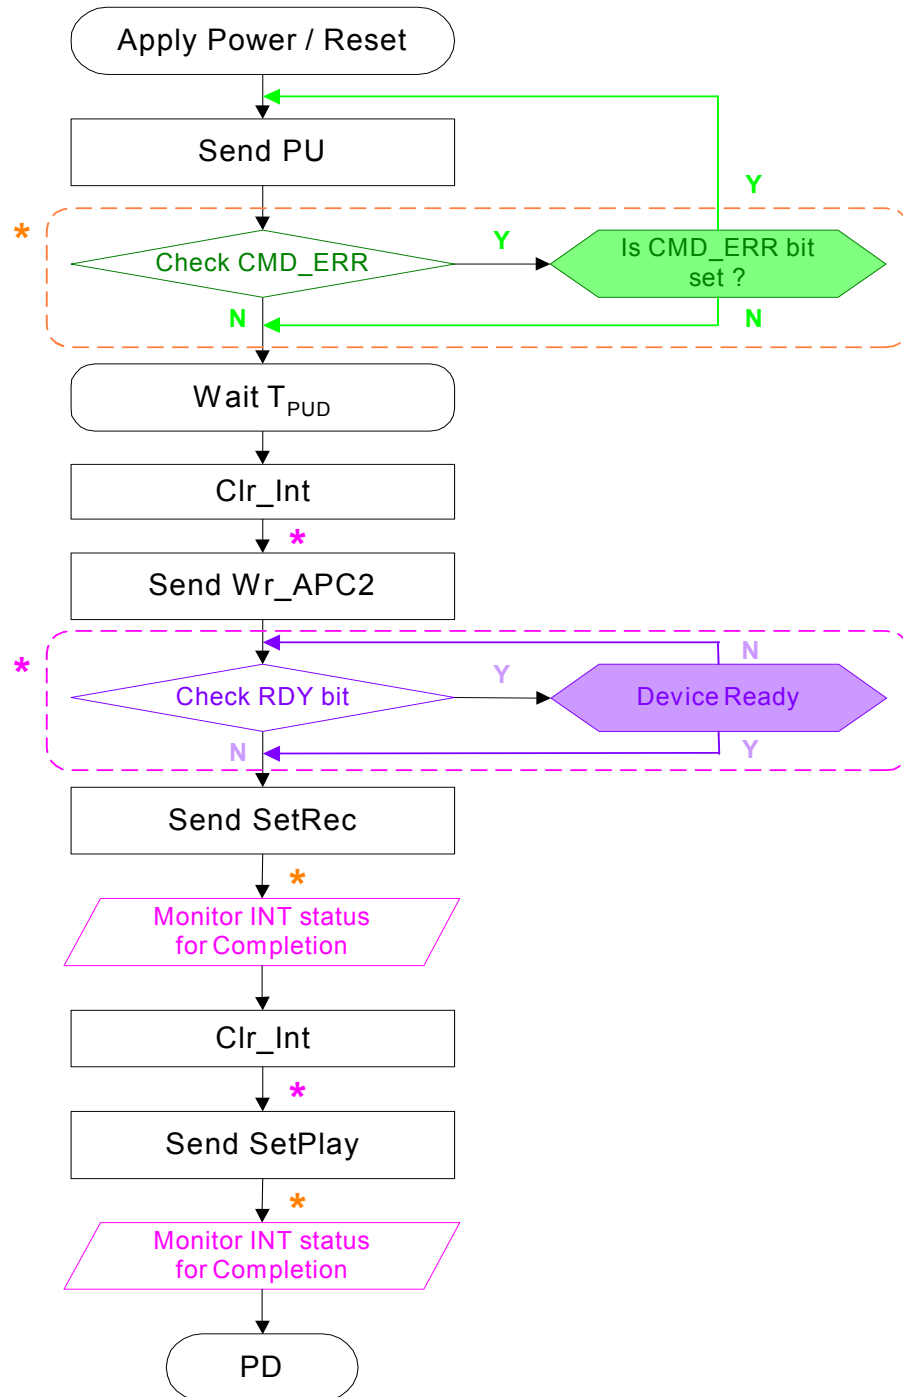 Apply Power / Reset
Send PU
Y
*
Check CMD_ERR
Y
Is CMD_ERR bit
set ?
N
N
Wait TPUD
Clr_Int
*
Send Wr_APC2
*
N
Check RDY bit
Y
Device Ready
N
Y
Send SetRec
*
Monitor INT status
for Completion
Clr_Int
*
Send SetPlay
*
Monitor INT status
for Completion
PD